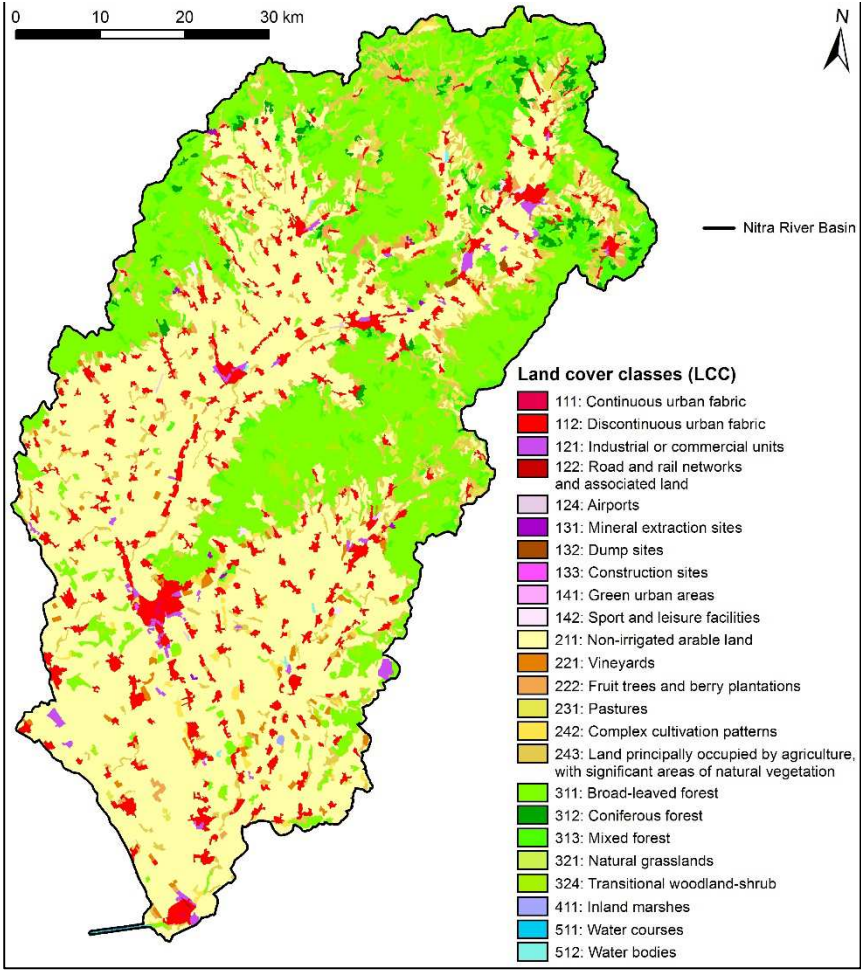 0 10 20 30 km
N
Nitra River Basin
Land cover classes (LCC)
111: Continuous urban fabric
112: Discontinuous urban fabric
121: Industrial or commercial units
122: Road and rail networks
and associated land
124: Airports
131: Mineral extraction sites
132: Dump sites
133: Construction sites
141: Green urban areas
142: Sport and leisure facilities
211: Non-irrigated arable land
221: Vineyards
222: Fruit trees and berry plantations
231: Pastures
242: Complex cultivation patterns
243: Land principally occupied by agriculture,
with significant areas of natural vegetation
311: Broad-leaved forest
312: Coniferous forest
313: Mixed forest
321: Natural grasslands
324: Transitional woodland-shrub
411: Inland marshes
511: Water courses
512: Water bodies